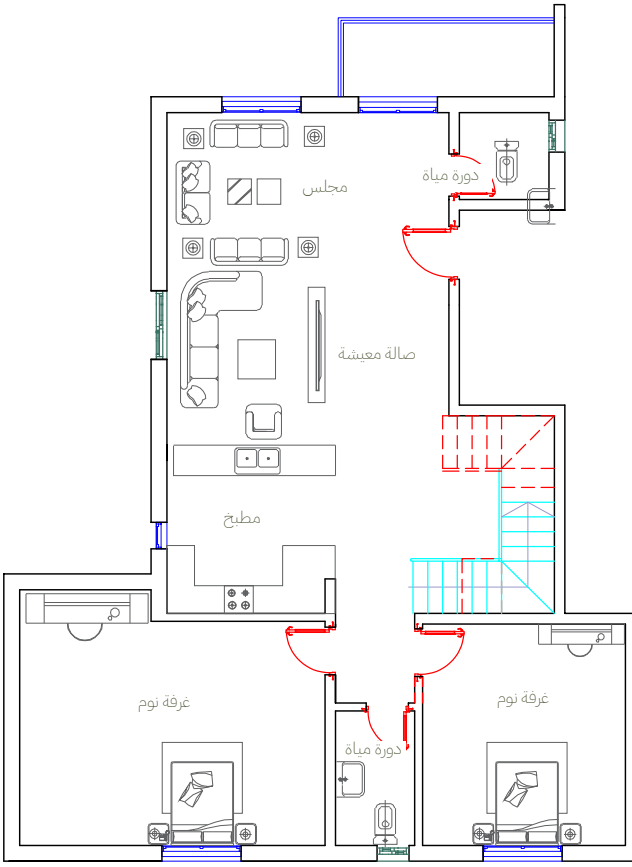 دورة مياة
مجلس
صالة معيشة
مطبخ
غرفة نوم
غرفة نوم
دورة مياة